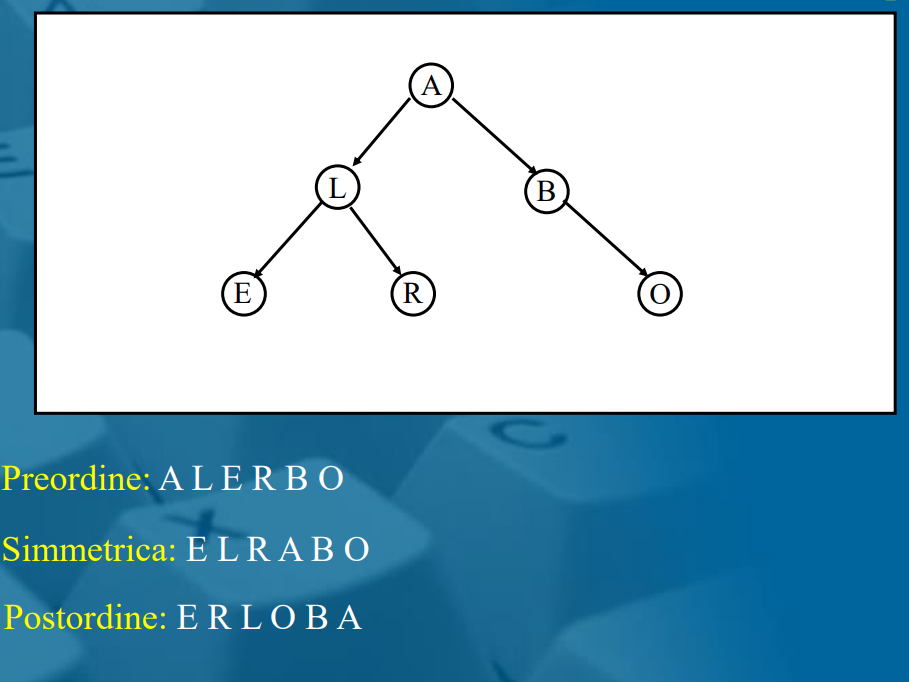 A
L
B
E
R
O
Preordine: A L E R B O
Simmetrica: E L R A B O
Postordine: E R L O B A